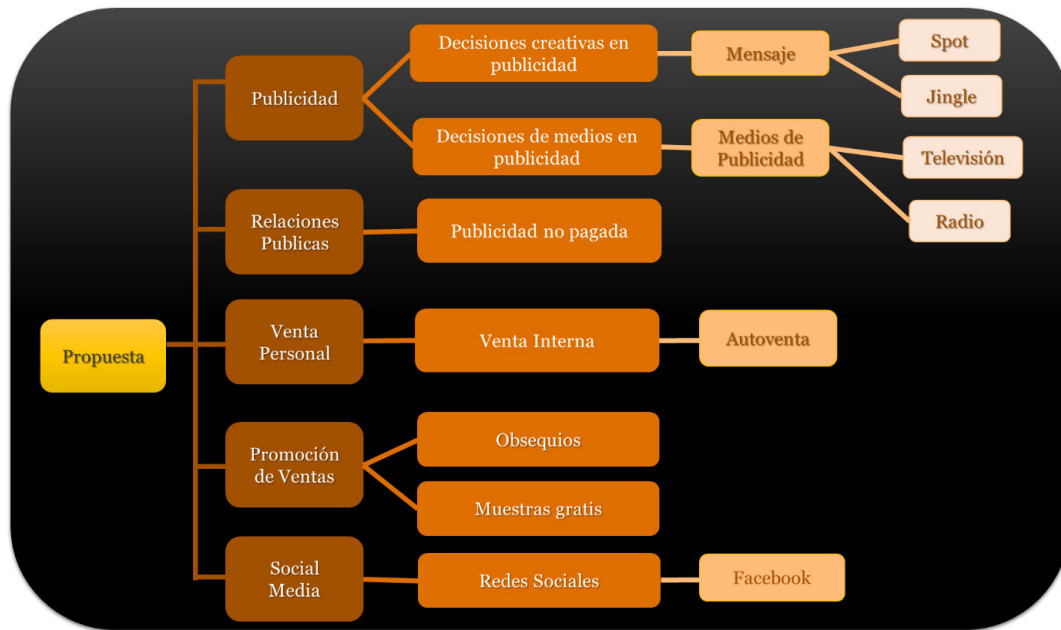 Propuesta
Publicidad
Decisiones creativas en
publicidad
Mensaje
Spot
Jingle
Decisiones de medios en
publicidad
Medios de
Publicidad
Televisión
Radio
Relaciones
Publicas
Publicidad no pagada
Venta
Personal
Venta Interna
Autoventa
Promoción
de Ventas
Obsequios
Muestras gratis
Social
Media
Redes Sociales
Facebook